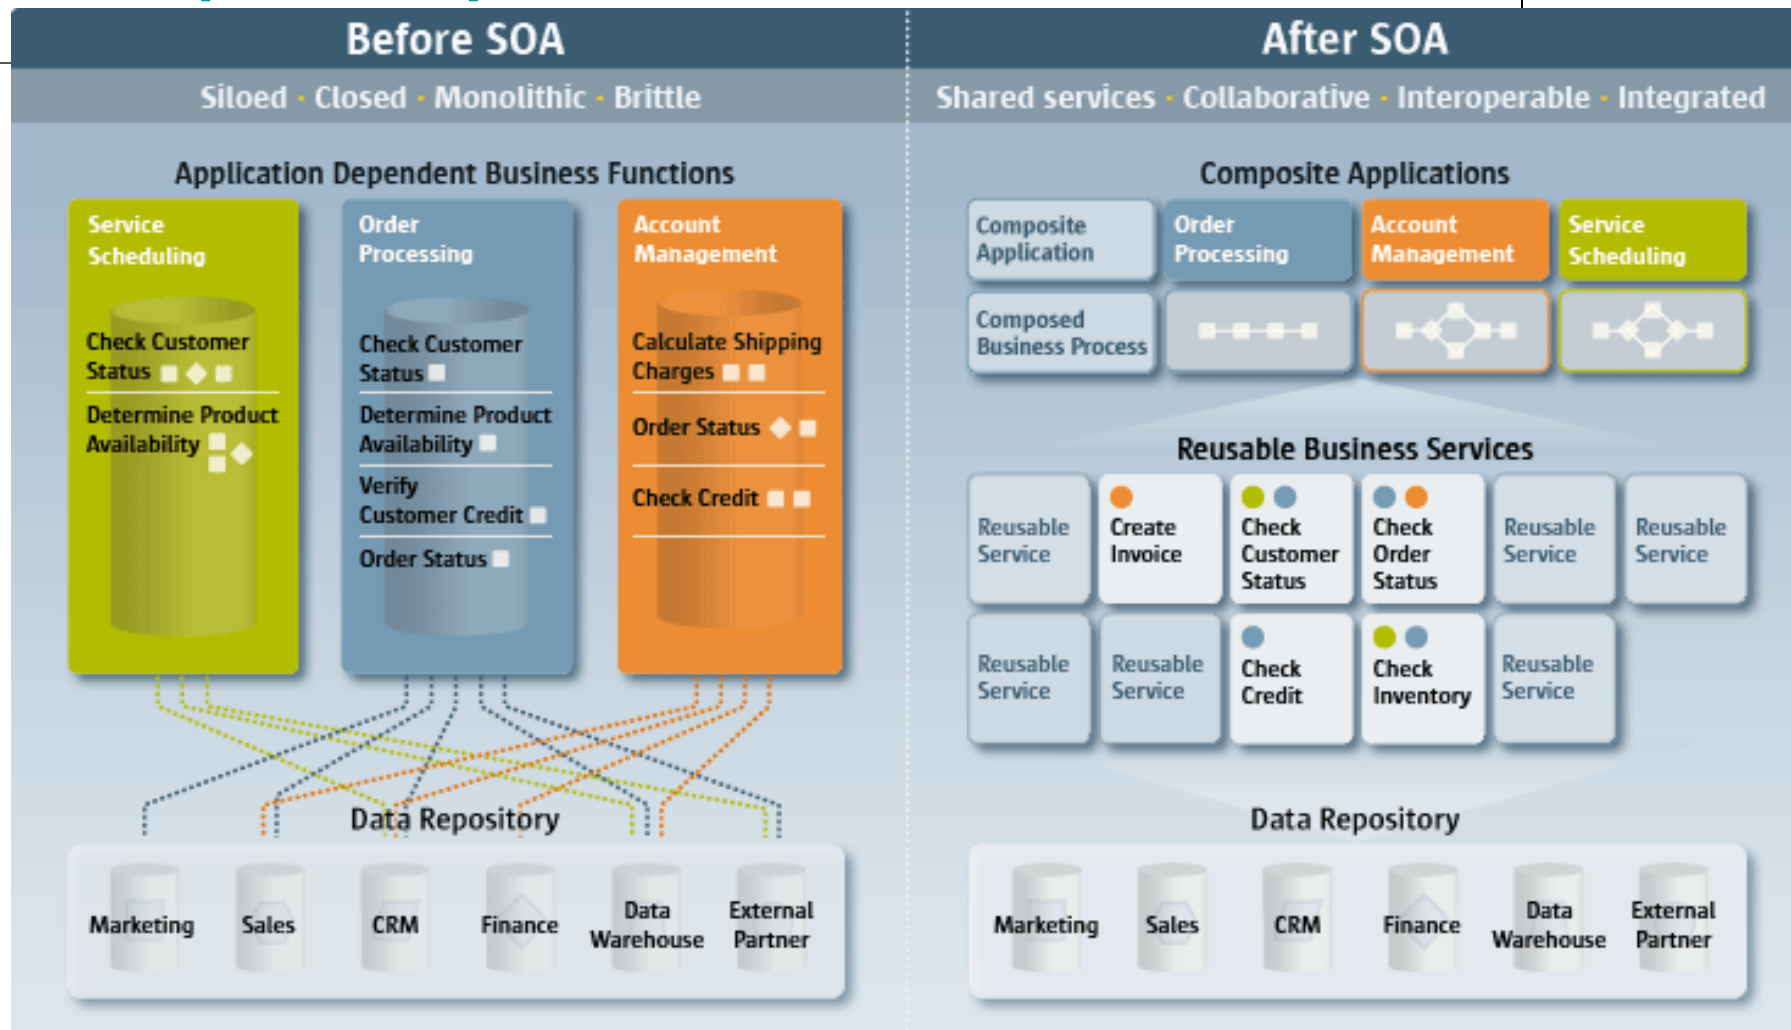 Before SOA
Siloed · Closed · Monolithic · Brittle
Application Dependent Business Functions
Service
Scheduling
Check Customer
Status
Determine Product
Availability
Order
Processing
Check Customer
Status
Determine Product
Availability
Verify
Customer Credit
Order Status
Account
Management
Calculate Shipping
Charges
Order Status
Check Credit
Data Repository
Marketing
Sales
CRM
Finance
Data
Warehouse
External
Partner
After SOA
Shared services · Collaborative · Interoperable · Integrated
Composite Applications
Composite
Application
Order
Processing
Account
Management
Service
Scheduling
Composed
Business Process
Reusable Business Services
Reusable
Service
Create
Invoice
Check
Customer
Status
Check
Order
Status
Reusable
Service
Reusable
Service
Reusable
Service
Reusable
Service
Check
Credit
Check
Inventory
Reusable
Service
Data Repository
Marketing
Sales
CRM
Finance
Data
Warehouse
External
Partner